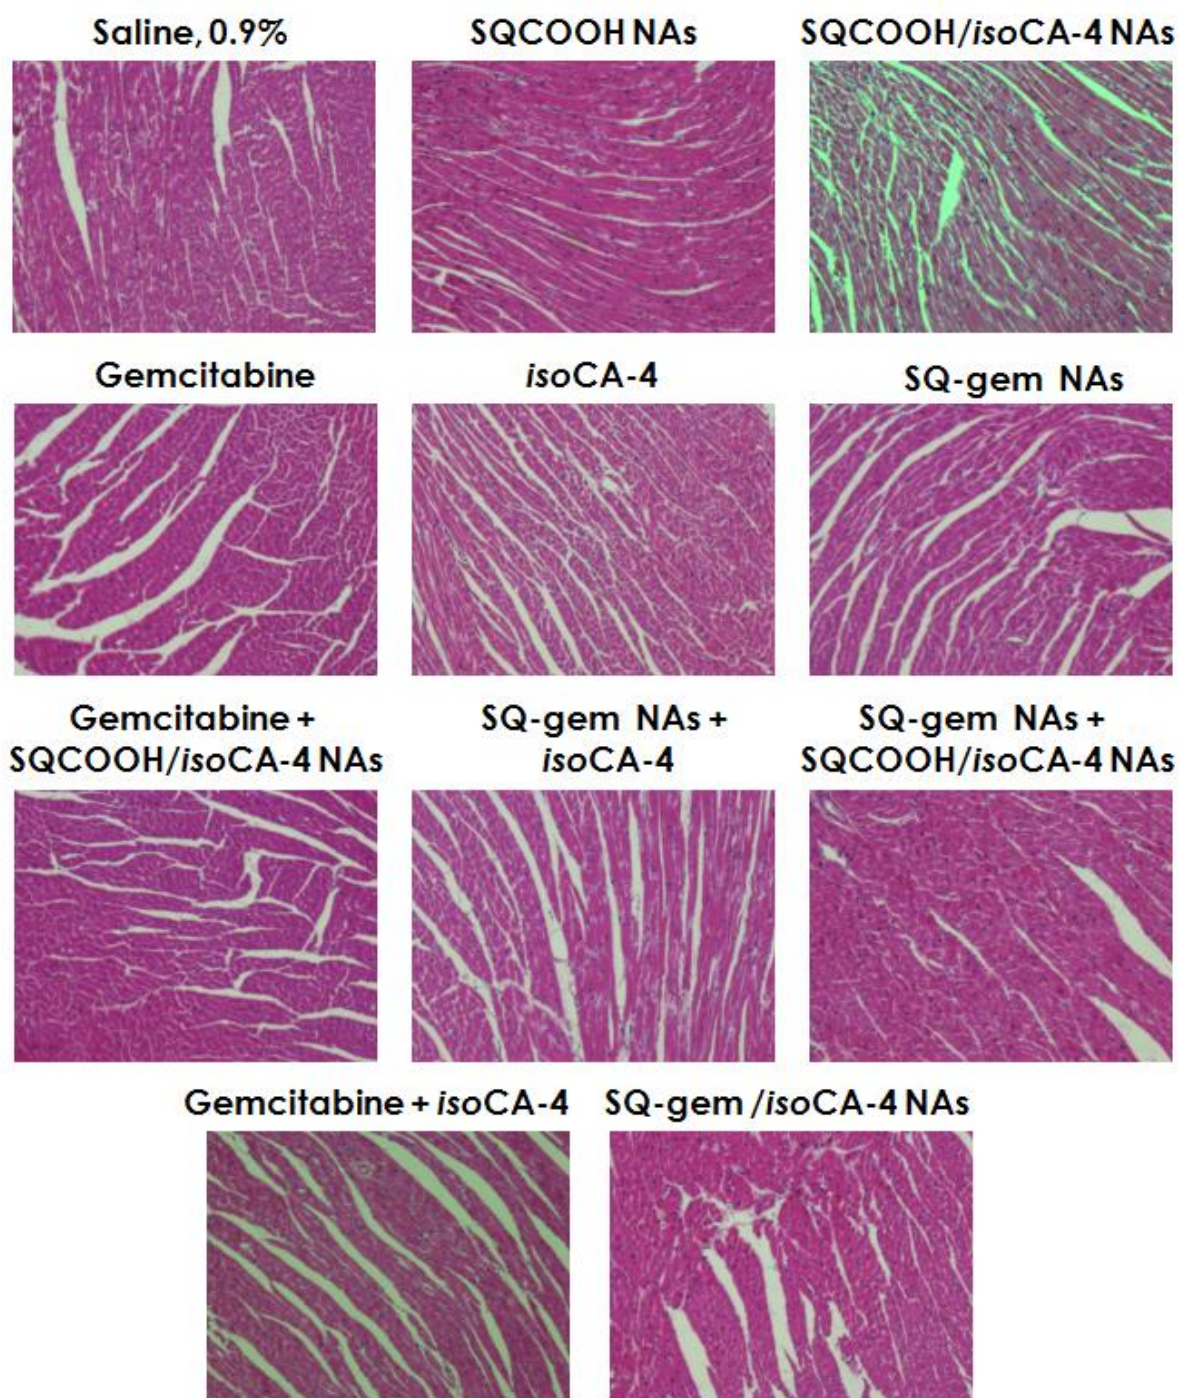 Saline, 0.9%
SQCOOH NAs
SQCOOH/isoCA-4 NAs
Gemcitabine
isoCA-4
SQ-gem NAs
Gemcitabine +
SQCOOH/isoCA-4 NAs
SQ-gem NAs +
isoCA-4
SQ-gem NAs +
SQCOOH/isoCA-4 NAs
Gemcitabine + isoCA-4
SQ-gem /isoCA-4 NAs